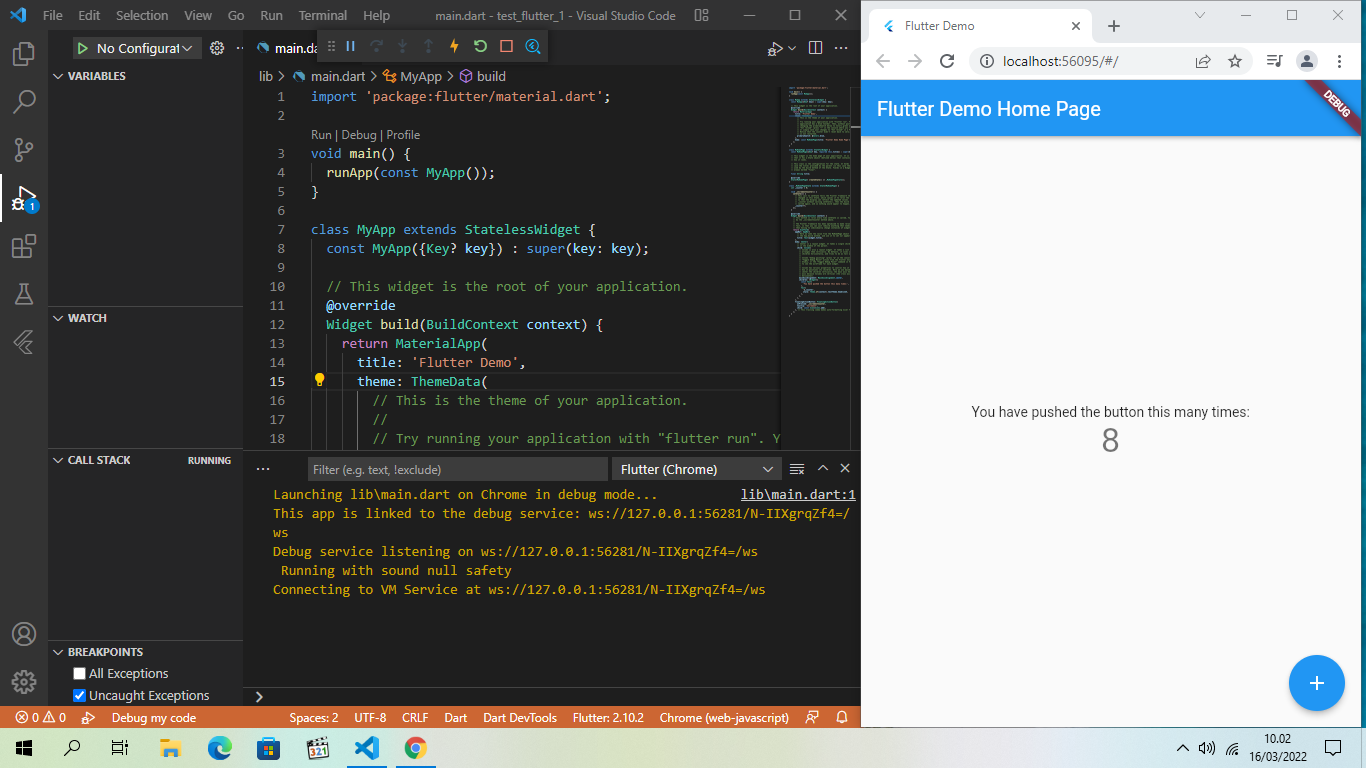 File Edit Selection View Go Run Terminal Help main.dart - test_flutter_1 - Visual Studio Code
No Configurat
main.da
VARIABLES
lib > main.dart > MyApp > build
1 import 'package:flutter/material.dart';
2
Run | Debug | Profile
3 void main() {
4 runApp(const MyApp());
5 }
6
7 class MyApp extends StatelessWidget {
8 const MyApp({Key? key}) : super(key: key);
9
10 // This widget is the root of your application.
11 @override
12 Widget build(BuildContext context) {
13 return MaterialApp(
14 title: 'Flutter Demo',
15 theme: ThemeData(
16 // This is the theme of your application.
17 //
18 // Try running your application with "flutter run". Y
1
WATCH
CALL STACK RUNNING
BREAKPOINTS
All Exceptions
Uncaught Exceptions
Filter (e.g. text, !exclude) Flutter (Chrome)
Launching lib\main.dart on Chrome in debug mode... lib\main.dart:1
This app is linked to the debug service: ws://127.0.0.1:56281/N-IIXgrqZf4=/
ws
Debug service listening on ws://127.0.0.1:56281/N-IIXgrqZf4=/ws
Running with sound null safety
Connecting to VM Service at ws://127.0.0.1:56281/N-IIXgrqZf4=/ws
0 0 Debug my code Spaces: 2 UTF-8 CRLF Dart Dart DevTools Flutter: 2.10.2 Chrome (web-javascript)
Flutter Demo
localhost:56095/#/
Flutter Demo Home Page
DEBUG
You have pushed the button this many times:
8
321
10.02
16/03/2022